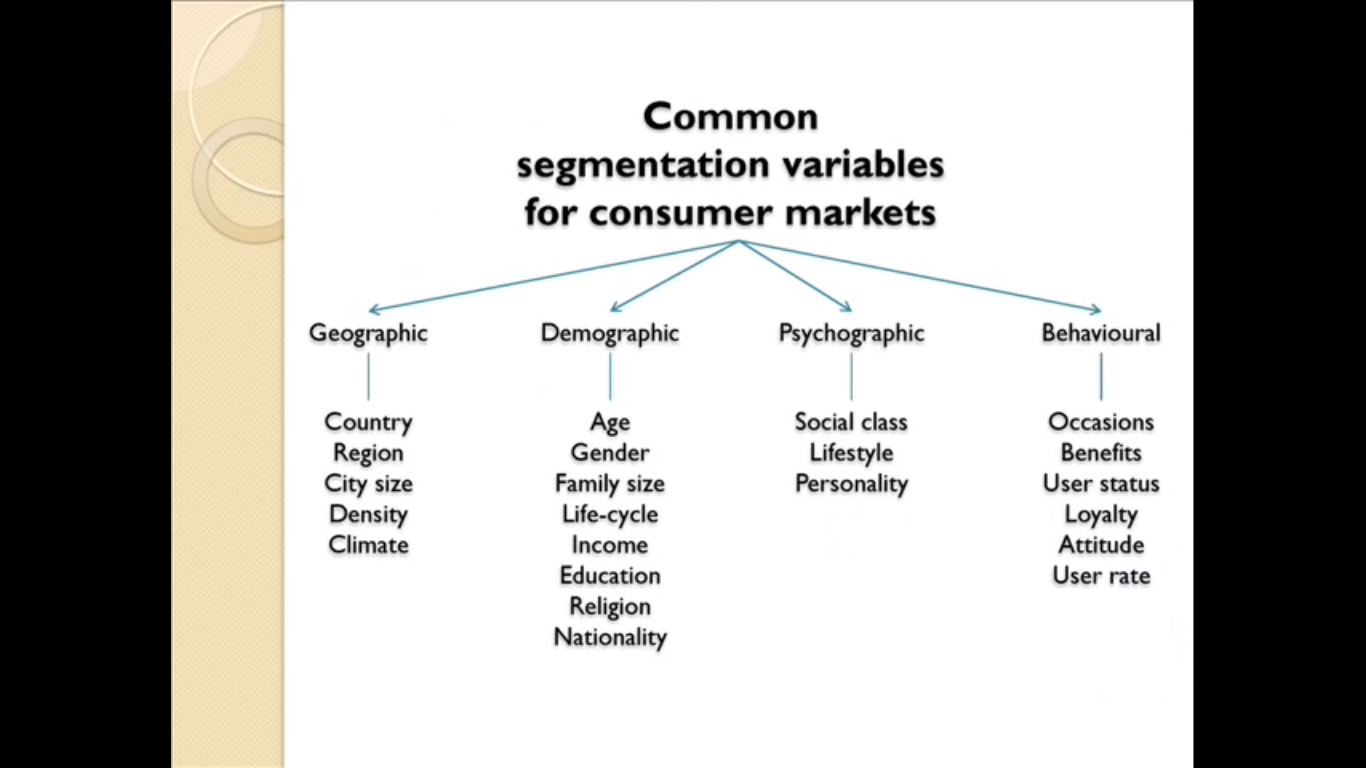 Common
segmentation variables
for consumer markets
Geographic
Country
Region
City size
Density
Climate
Demographic
Age
Gender
Family size
Life-cycle
Income
Education
Religion
Nationality
Psychographic
Social class
Lifestyle
Personality
Behavioural
Occasions
Benefits
User status
Loyalty
Attitude
User rate